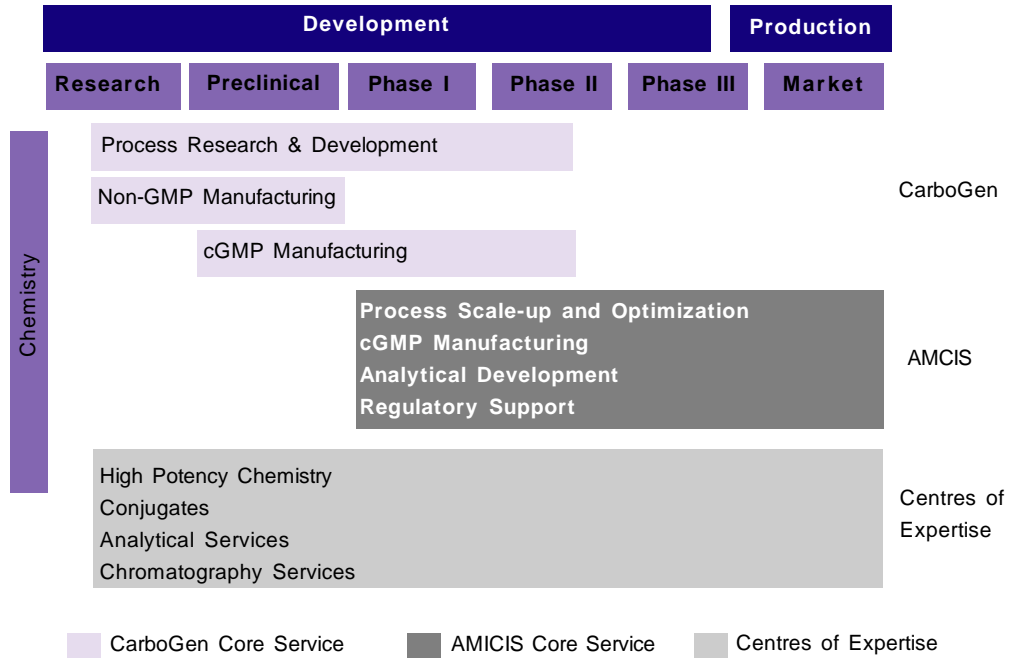 Development
Production
Research
Preclinical
Phase I
Phase II
Phase III
Market
Chemistry
Process Research & Development
Non-GMP Manufacturing
cGMP Manufacturing
CarboGen
Process Scale-up and Optimization
cGMP Manufacturing
Analytical Development
Regulatory Support
AMCIS
High Potency Chemistry
Conjugates
Analytical Services
Chromatography Services
Centres of
Expertise
CarboGen Core Service
AMICIS Core Service
Centres of Expertise